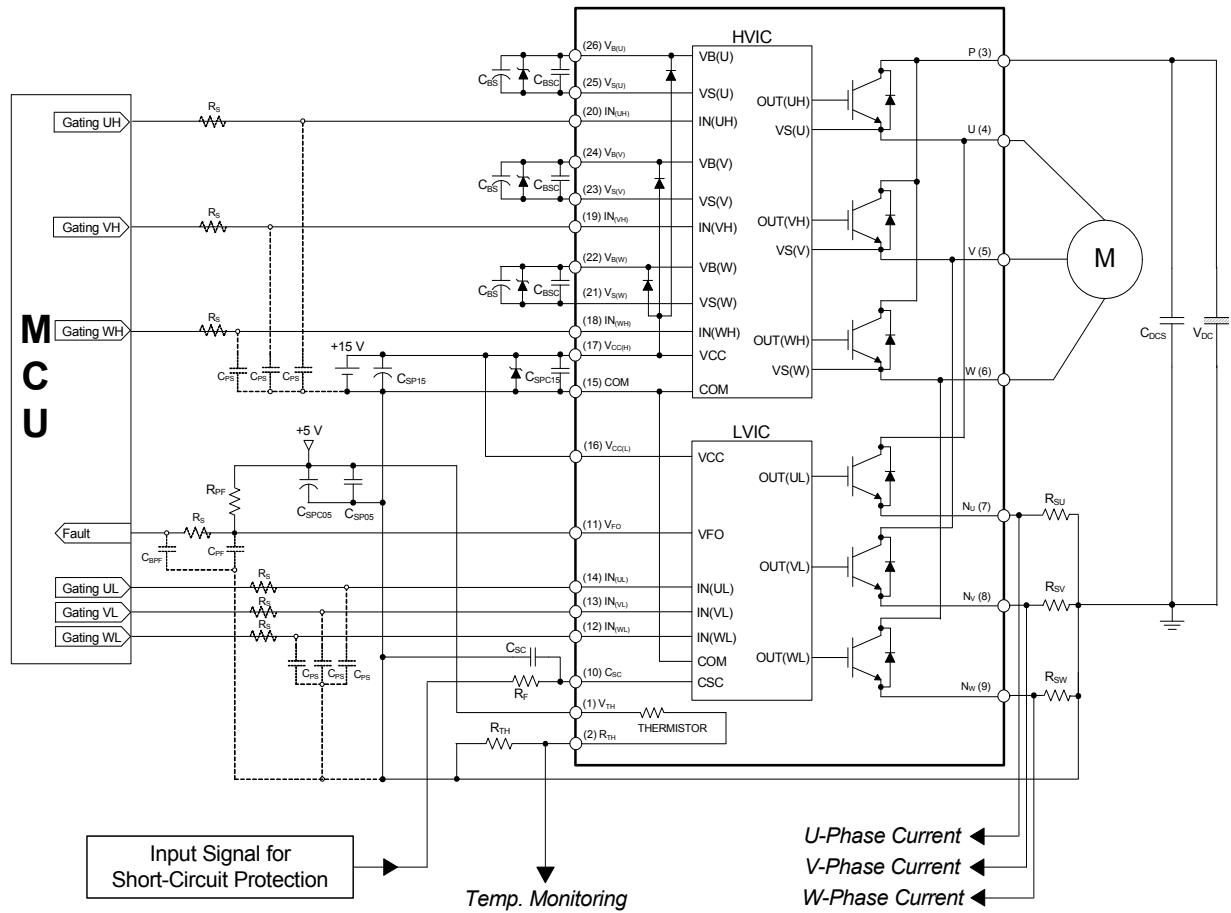 HVIC
(26) VB(U)
VB(U)
P (3)
CBS
CBSC
(25) VS(U)
VS(U)
OUT(UH)
RS
Gating UH
(20) IN(UH)
IN(UH)
VS(U)
U (4)
(24) VB(V)
VB(V)
CBS
CBSC
(23) VS(V)
VS(V)
RS
Gating VH
(19) IN(VH)
IN(VH)
OUT(VH)
VS(V)
V (5)
M
(22) VB(W)
VB(W)
CBS
CBSC
(21) VS(W)
VS(W)
RS
Gating WH
(18) IN(WH)
IN(WH)
OUT(WH)
CDCS
VDC
MCU
+15 V
(17) VCC(H)
VCC
VS(W)
W (6)
CPS
CPS
CPS
CSP15
CSPC15
(15) COM
COM
LVIC
+5 V
(16) VCC(L)
VCC
OUT(UL)
RPF
CSPC05
CSP05
NU (7)
RSU
RS
Fault
(11) VFO
VFO
CBPF
CPF
OUT(VL)
RS
Gating UL
(14) IN(UL)
IN(UL)
RS
Gating VL
(13) IN(VL)
IN(VL)
NV (8)
RSV
RS
Gating WL
(12) IN(WL)
IN(WL)
CPS
CPS
CPS
CSC
COM
OUT(WL)
(10) CSC
CSC
RF
NW (9)
RSW
(1) VTH
THERMISTOR
RTH
(2) RTH
Input Signal for
Short-Circuit Protection
Temp. Monitoring
U-Phase Current
V-Phase Current
W-Phase Current